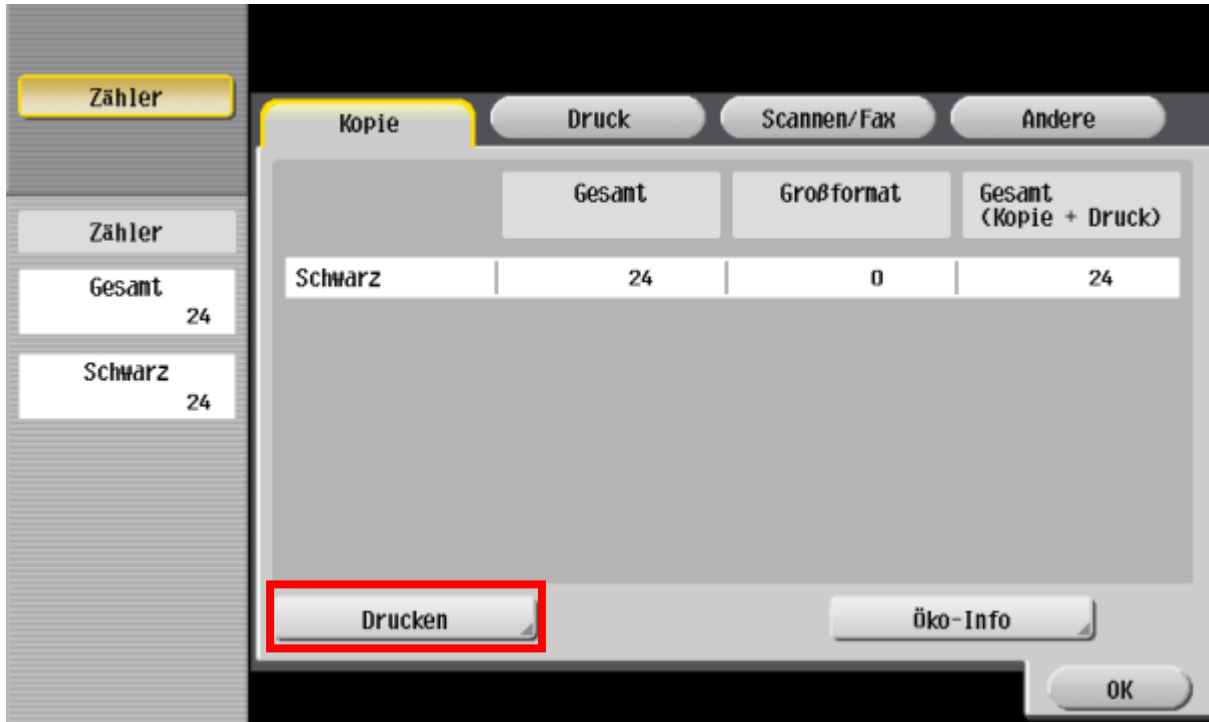 Zähler
Kopie
Druck
Scannen/Fax
Andere
Zähler
Gesamt
24
Schwarz
24
Gesamt
Großformat
Gesamt
(Kopie + Druck)
Schwarz 24 0 24
Drucken
Öko-Info
OK